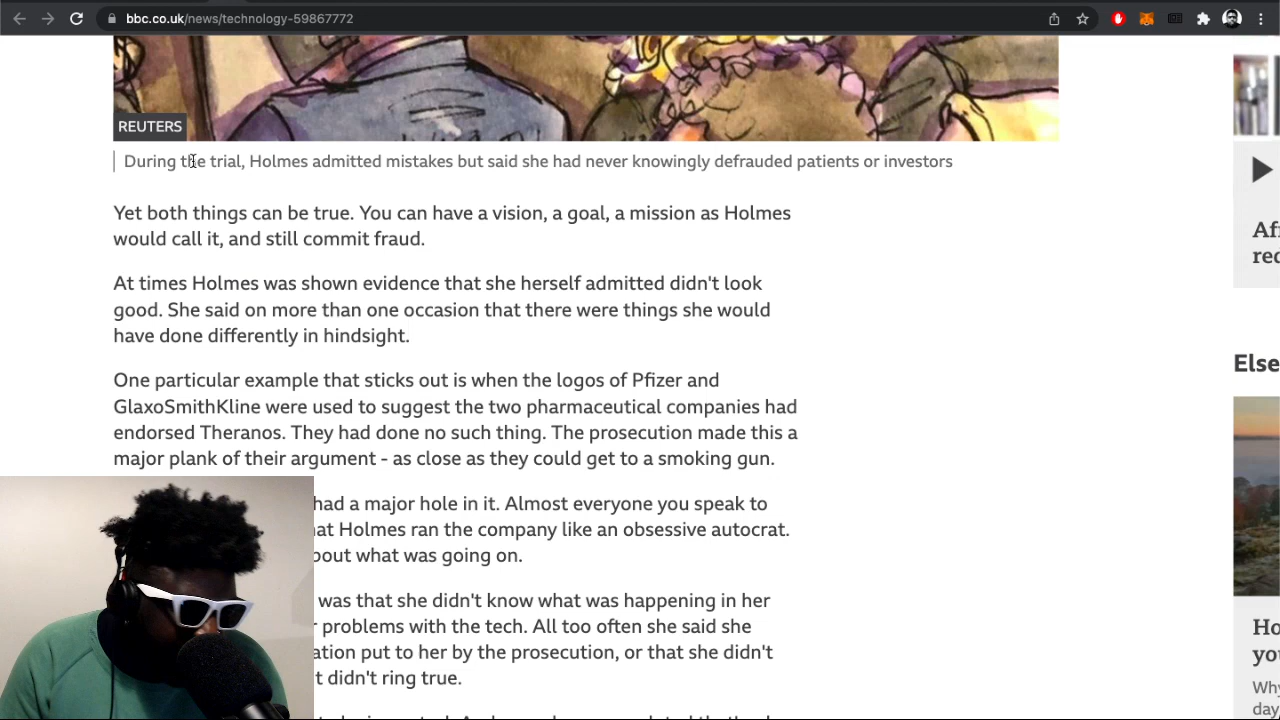 bbc.co.uk/news/technology-59867772
REUTERS
During the trial, Holmes admitted mistakes but said she had never knowingly defrauded patients or investors
Yet both things can be true. You can have a vision, a goal, a mission as Holmes
would call it, and still commit fraud.
At times Holmes was shown evidence that she herself admitted didn't look
good. She said on more than one occasion that there were things she would
have done differently in hindsight.
One particular example that sticks out is when the logos of Pfizer and
GlaxoSmithKline were used to suggest the two pharmaceutical companies had
endorsed Theranos. They had done no such thing. The prosecution made this a
major plank of their argument - as close as they could get to a smoking gun.
had a major hole in it. Almost everyone you speak to
at Holmes ran the company like an obsessive autocrat.
out what was going on.
was that she didn't know what was happening in her
problems with the tech. All too often she said she
ation put to her by the prosecution, or that she didn't
t didn't ring true.
Af
rec
Else
Ho
you
Why
day,